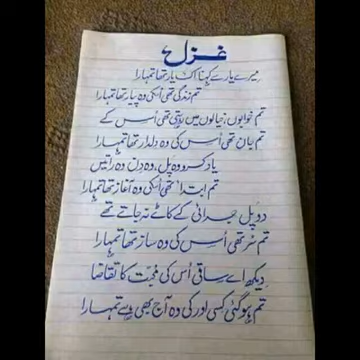 غزل
میرے یار سے کہنا اک یار تھا تمہارا
تم زندگی تھی اسکی وہ پیار تھا تمہارا
تم خوابوں، خیالوں میں رہتی تھی اُس کے
تم جان تھی اُس کی وہ دلدار تھا تمہارا
یاد کرو وہ پل، وہ دن وہ راتیں
تم ابتدا تھی اسکی وہ آغاز تھا تمہارا
دو پل جدائی کے کاٹے نہ جاتے تھے
تم سُر تھی اُس کی وہ ساز تھا تمہارا
دیکھ اے ساقی اُس کی محبت کا تقاضا
تم ہو گئی کسی اور کی وہ آج بھی ہے تمہارا